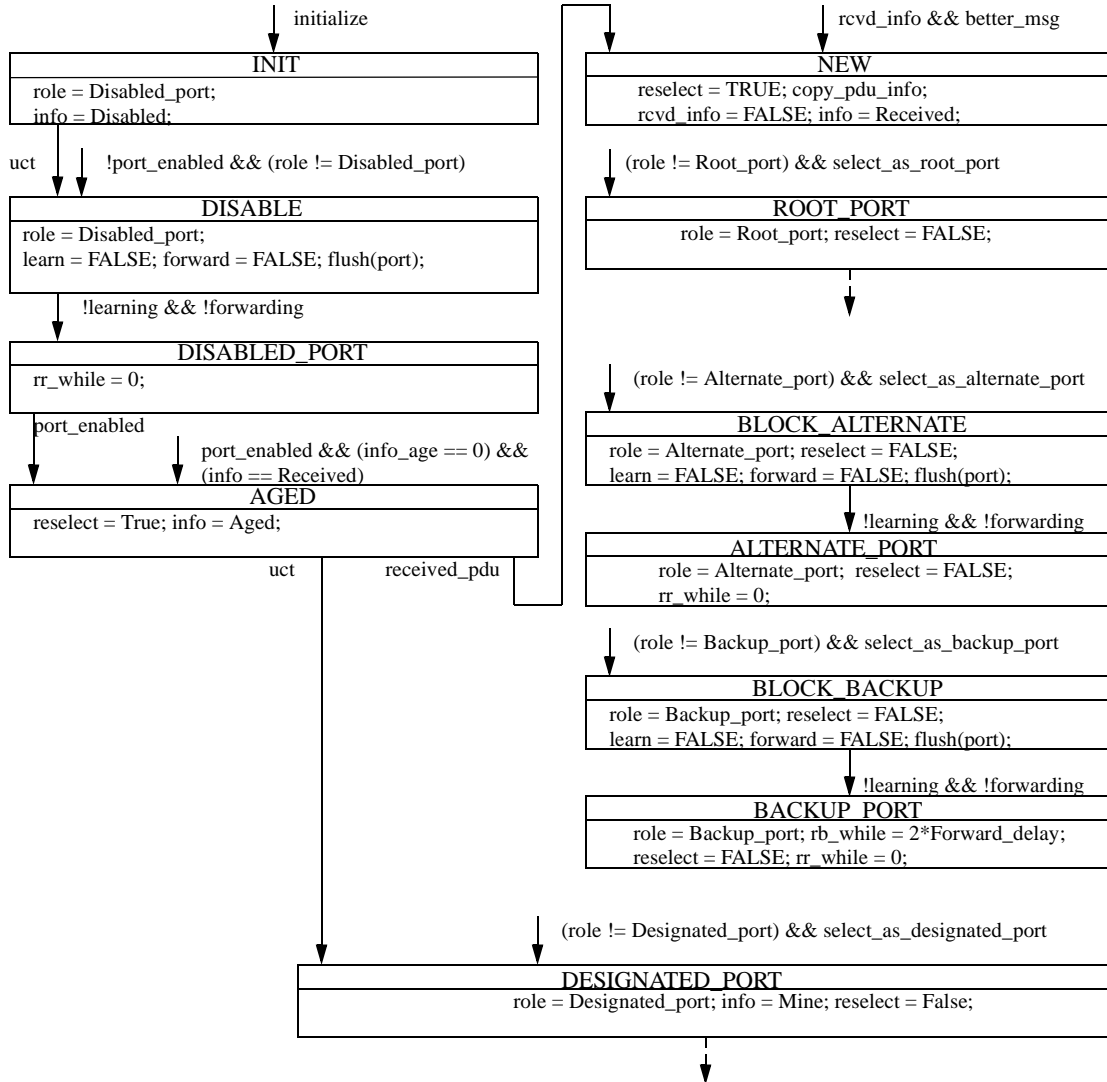 initialize
INIT
role = Disabled_port;
info = Disabled;
uct
!port_enabled && (role != Disabled_port)
DISABLE
role = Disabled_port;
learn = FALSE; forward = FALSE; flush(port);
!learning && !forwarding
DISABLED_PORT
rr_while = 0;
port_enabled
port_enabled && (info_age == 0) &&
(info == Received)
AGED
reselect = True; info = Aged;
uct
received_pdu
rcvd_info && better_msg
NEW
reselect = TRUE; copy_pdu_info;
rcvd_info = FALSE; info = Received;
(role != Root_port) && select_as_root_port
ROOT_PORT
role = Root_port; reselect = FALSE;
(role != Alternate_port) && select_as_alternate_port
BLOCK_ALTERNATE
role = Alternate_port; reselect = FALSE;
learn = FALSE; forward = FALSE; flush(port);
!learning && !forwarding
ALTERNATE_PORT
role = Alternate_port; reselect = FALSE;
rr_while = 0;
(role != Backup_port) && select_as_backup_port
BLOCK_BACKUP
role = Backup_port; reselect = FALSE;
learn = FALSE; forward = FALSE; flush(port);
!learning && !forwarding
BACKUP_PORT
role = Backup_port; rb_while = 2*Forward_delay;
reselect = FALSE; rr_while = 0;
(role != Designated_port) && select_as_designated_port
DESIGNATED_PORT
role = Designated_port; info = Mine; reselect = False;